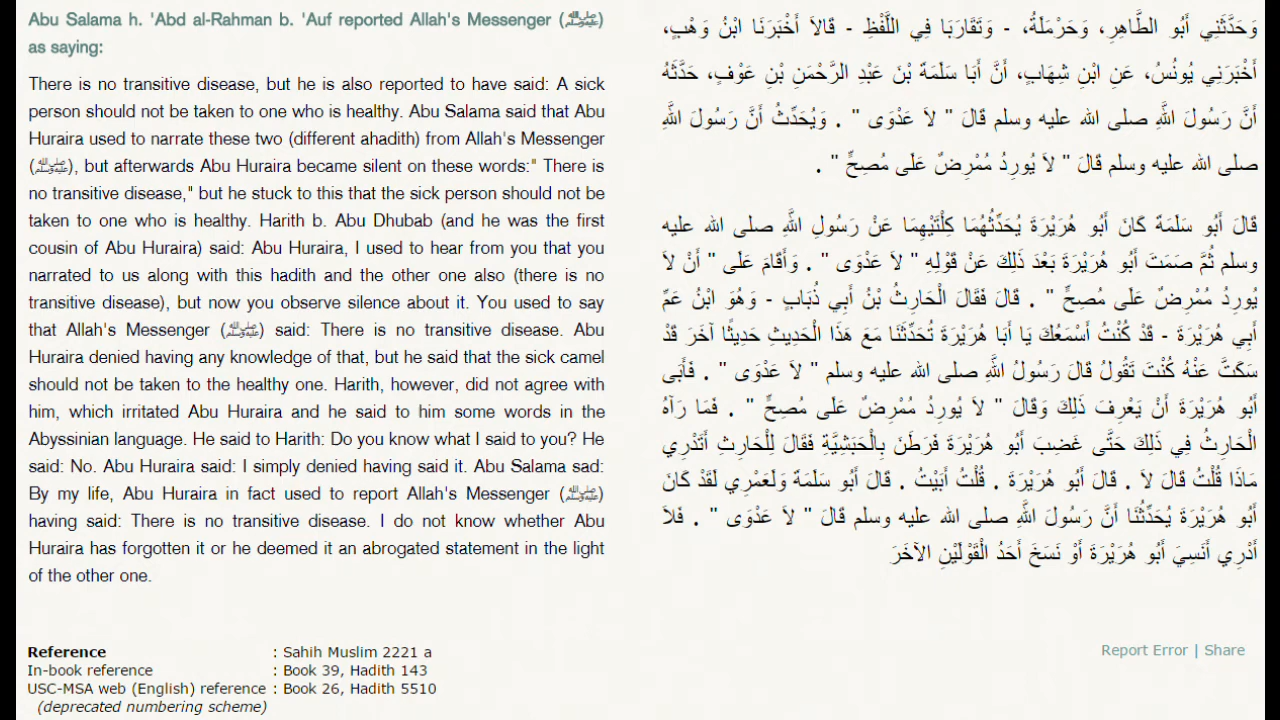 Abu Salama h. 'Abd al-Rahman b. 'Auf reported Allah's Messenger (ﷺ)
as saying:
There is no transitive disease, but he is also reported to have said: A sick
person should not be taken to one who is healthy. Abu Salama said that Abu
Huraira used to narrate these two (different ahadith) from Allah's Messenger
(ﷺ), but afterwards Abu Huraira became silent on these words:" There is
no transitive disease," but he stuck to this that the sick person should not be
taken to one who is healthy. Harith b. Abu Dhubab (and he was the first
cousin of Abu Huraira) said: Abu Huraira, I used to hear from you that you
narrated to us along with this hadith and the other one also (there is no
transitive disease), but now you observe silence about it. You used to say
that Allah's Messenger (ﷺ) said: There is no transitive disease. Abu
Huraira denied having any knowledge of that, but he said that the sick camel
should not be taken to the healthy one. Harith, however, did not agree with
him, which irritated Abu Huraira and he said to him some words in the
Abyssinian language. He said to Harith: Do you know what I said to you? He
said: No. Abu Huraira said: I simply denied having said it. Abu Salama sad:
By my life, Abu Huraira in fact used to report Allah's Messenger (ﷺ)
having said: There is no transitive disease. I do not know whether Abu
Huraira has forgotten it or he deemed it an abrogated statement in the light
of the other one.
وَحَدَّثَنِي أَبُو الطَّاهِرِ، وَحَرْمَلَةُ، - وَتَقَارَبَا فِي اللَّفْظِ - قَالاَ أَخْبَرَنَا ابْنُ وَهْبٍ،
أَخْبَرَنِي يُونُسُ، عَنِ ابْنِ شِهَابٍ، أَنَّ أَبَا سَلَمَةَ بْنَ عَبْدِ الرَّحْمَنِ بْنِ عَوْفٍ، حَدَّثَهُ
أَنَّ رَسُولَ اللَّهِ صلى الله عليه وسلم قَالَ " لاَ عَدْوَى " . وَيُحَدِّثُ أَنَّ رَسُولَ اللَّهِ
صلى الله عليه وسلم قَالَ " لاَ يُورِدُ مُمْرِضٌ عَلَى مُصِحٍّ " .
قَالَ أَبُو سَلَمَةَ كَانَ أَبُو هُرَيْرَةَ يُحَدِّثُهُمَا كِلْتَيْهِمَا عَنْ رَسُولِ اللَّهِ صلى الله عليه
وسلم ثُمَّ صَمَتَ أَبُو هُرَيْرَةَ بَعْدَ ذَلِكَ عَنْ قَوْلِهِ " لاَ عَدْوَى " . وَأَقَامَ عَلَى " أَنْ لاَ
يُورِدُ مُمْرِضٌ عَلَى مُصِحٍّ " . قَالَ فَقَالَ الْحَارِثُ بْنُ أَبِي ذُبَابٍ - وَهُوَ ابْنُ عَمِّ
أَبِي هُرَيْرَةَ - قَدْ كُنْتُ أَسْمَعُكَ يَا أَبَا هُرَيْرَةَ تُحَدِّثُنَا مَعَ هَذَا الْحَدِيثِ حَدِيثًا آخَرَ قَدْ
سَكَتَّ عَنْهُ كُنْتَ تَقُولُ قَالَ رَسُولُ اللَّهِ صلى الله عليه وسلم " لاَ عَدْوَى " . فَأَبَى
أَبُو هُرَيْرَةَ أَنْ يَعْرِفَ ذَلِكَ وَقَالَ " لاَ يُورِدُ مُمْرِضٌ عَلَى مُصِحٍّ " . فَمَا رَآهُ
الْحَارِثُ فِي ذَلِكَ حَتَّى غَضِبَ أَبُو هُرَيْرَةَ فَرَطَنَ بِالْحَبَشِيَّةِ فَقَالَ لِلْحَارِثِ أَتَدْرِي
مَاذَا قُلْتُ قَالَ لاَ . قَالَ أَبُو هُرَيْرَةَ . قُلْتُ أَبَيْتُ . قَالَ أَبُو سَلَمَةَ وَلَعَمْرِي لَقَدْ كَانَ
أَبُو هُرَيْرَةَ يُحَدِّثُنَا أَنَّ رَسُولَ اللَّهِ صلى الله عليه وسلم قَالَ " لاَ عَدْوَى " . فَلاَ
أَدْرِي أَنَسِيَ أَبُو هُرَيْرَةَ أَوْ نَسَخَ أَحَدُ الْقَوْلَيْنِ الآخَرَ
Reference : Sahih Muslim 2221 a
In-book reference : Book 39, Hadith 143
USC-MSA web (English) reference : Book 26, Hadith 5510
(deprecated numbering scheme)
Report Error | Share